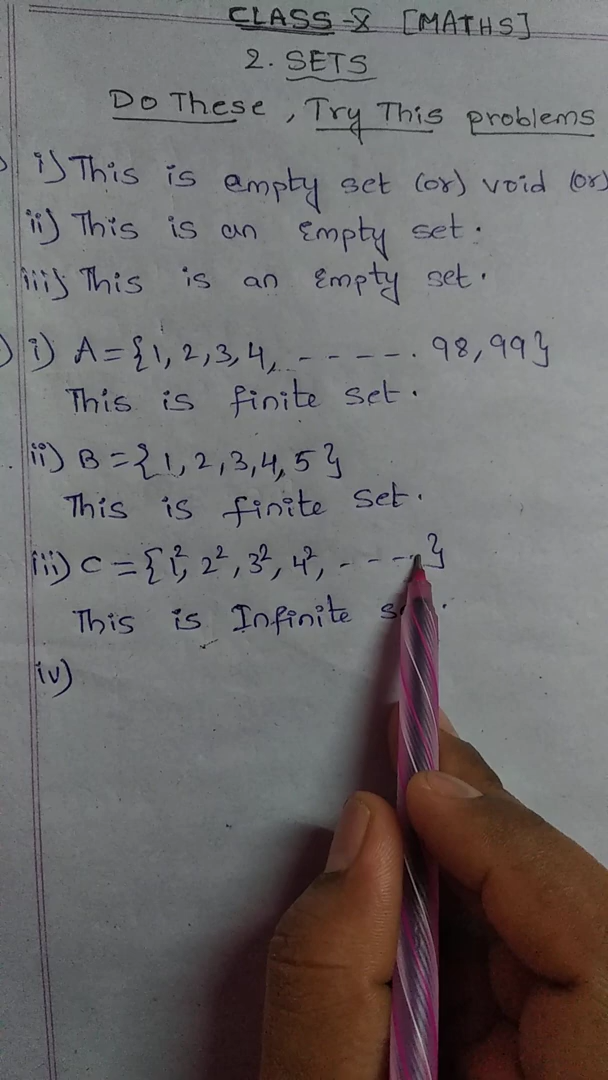 CLASS-X [MATHS]
2. SETS
Do These, Try This problems
i) This is empty set (or) void (or)
ii) This is an Empty set.
iii) This is an Empty set.
i) A = {1, 2, 3, 4, ----. 98, 99}
This is finite set.
ii) B = {1, 2, 3, 4, 5}
This is finite set.
iii) C = {1², 2², 3², 4², ----}
This is Infinite
iv)